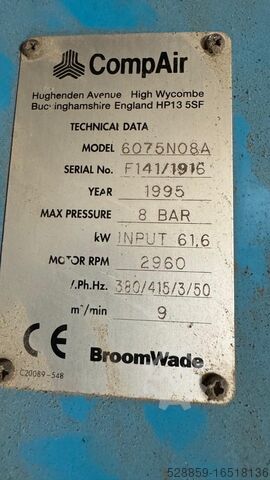 CompAir
Hughenden Avenue High Wycombe
Buckinghamshire England HP13 5SF
TECHNICAL DATA
MODEL 6075N08A
SERIAL No. F141/1916
YEAR 1995
MAX PRESSURE 8 BAR
kW INPUT 61,6
MOTOR RPM 2960
V.Ph.Hz. 380/415/3/50
m³/min 9
CE BroomWade
C20089-548
528859-16518136